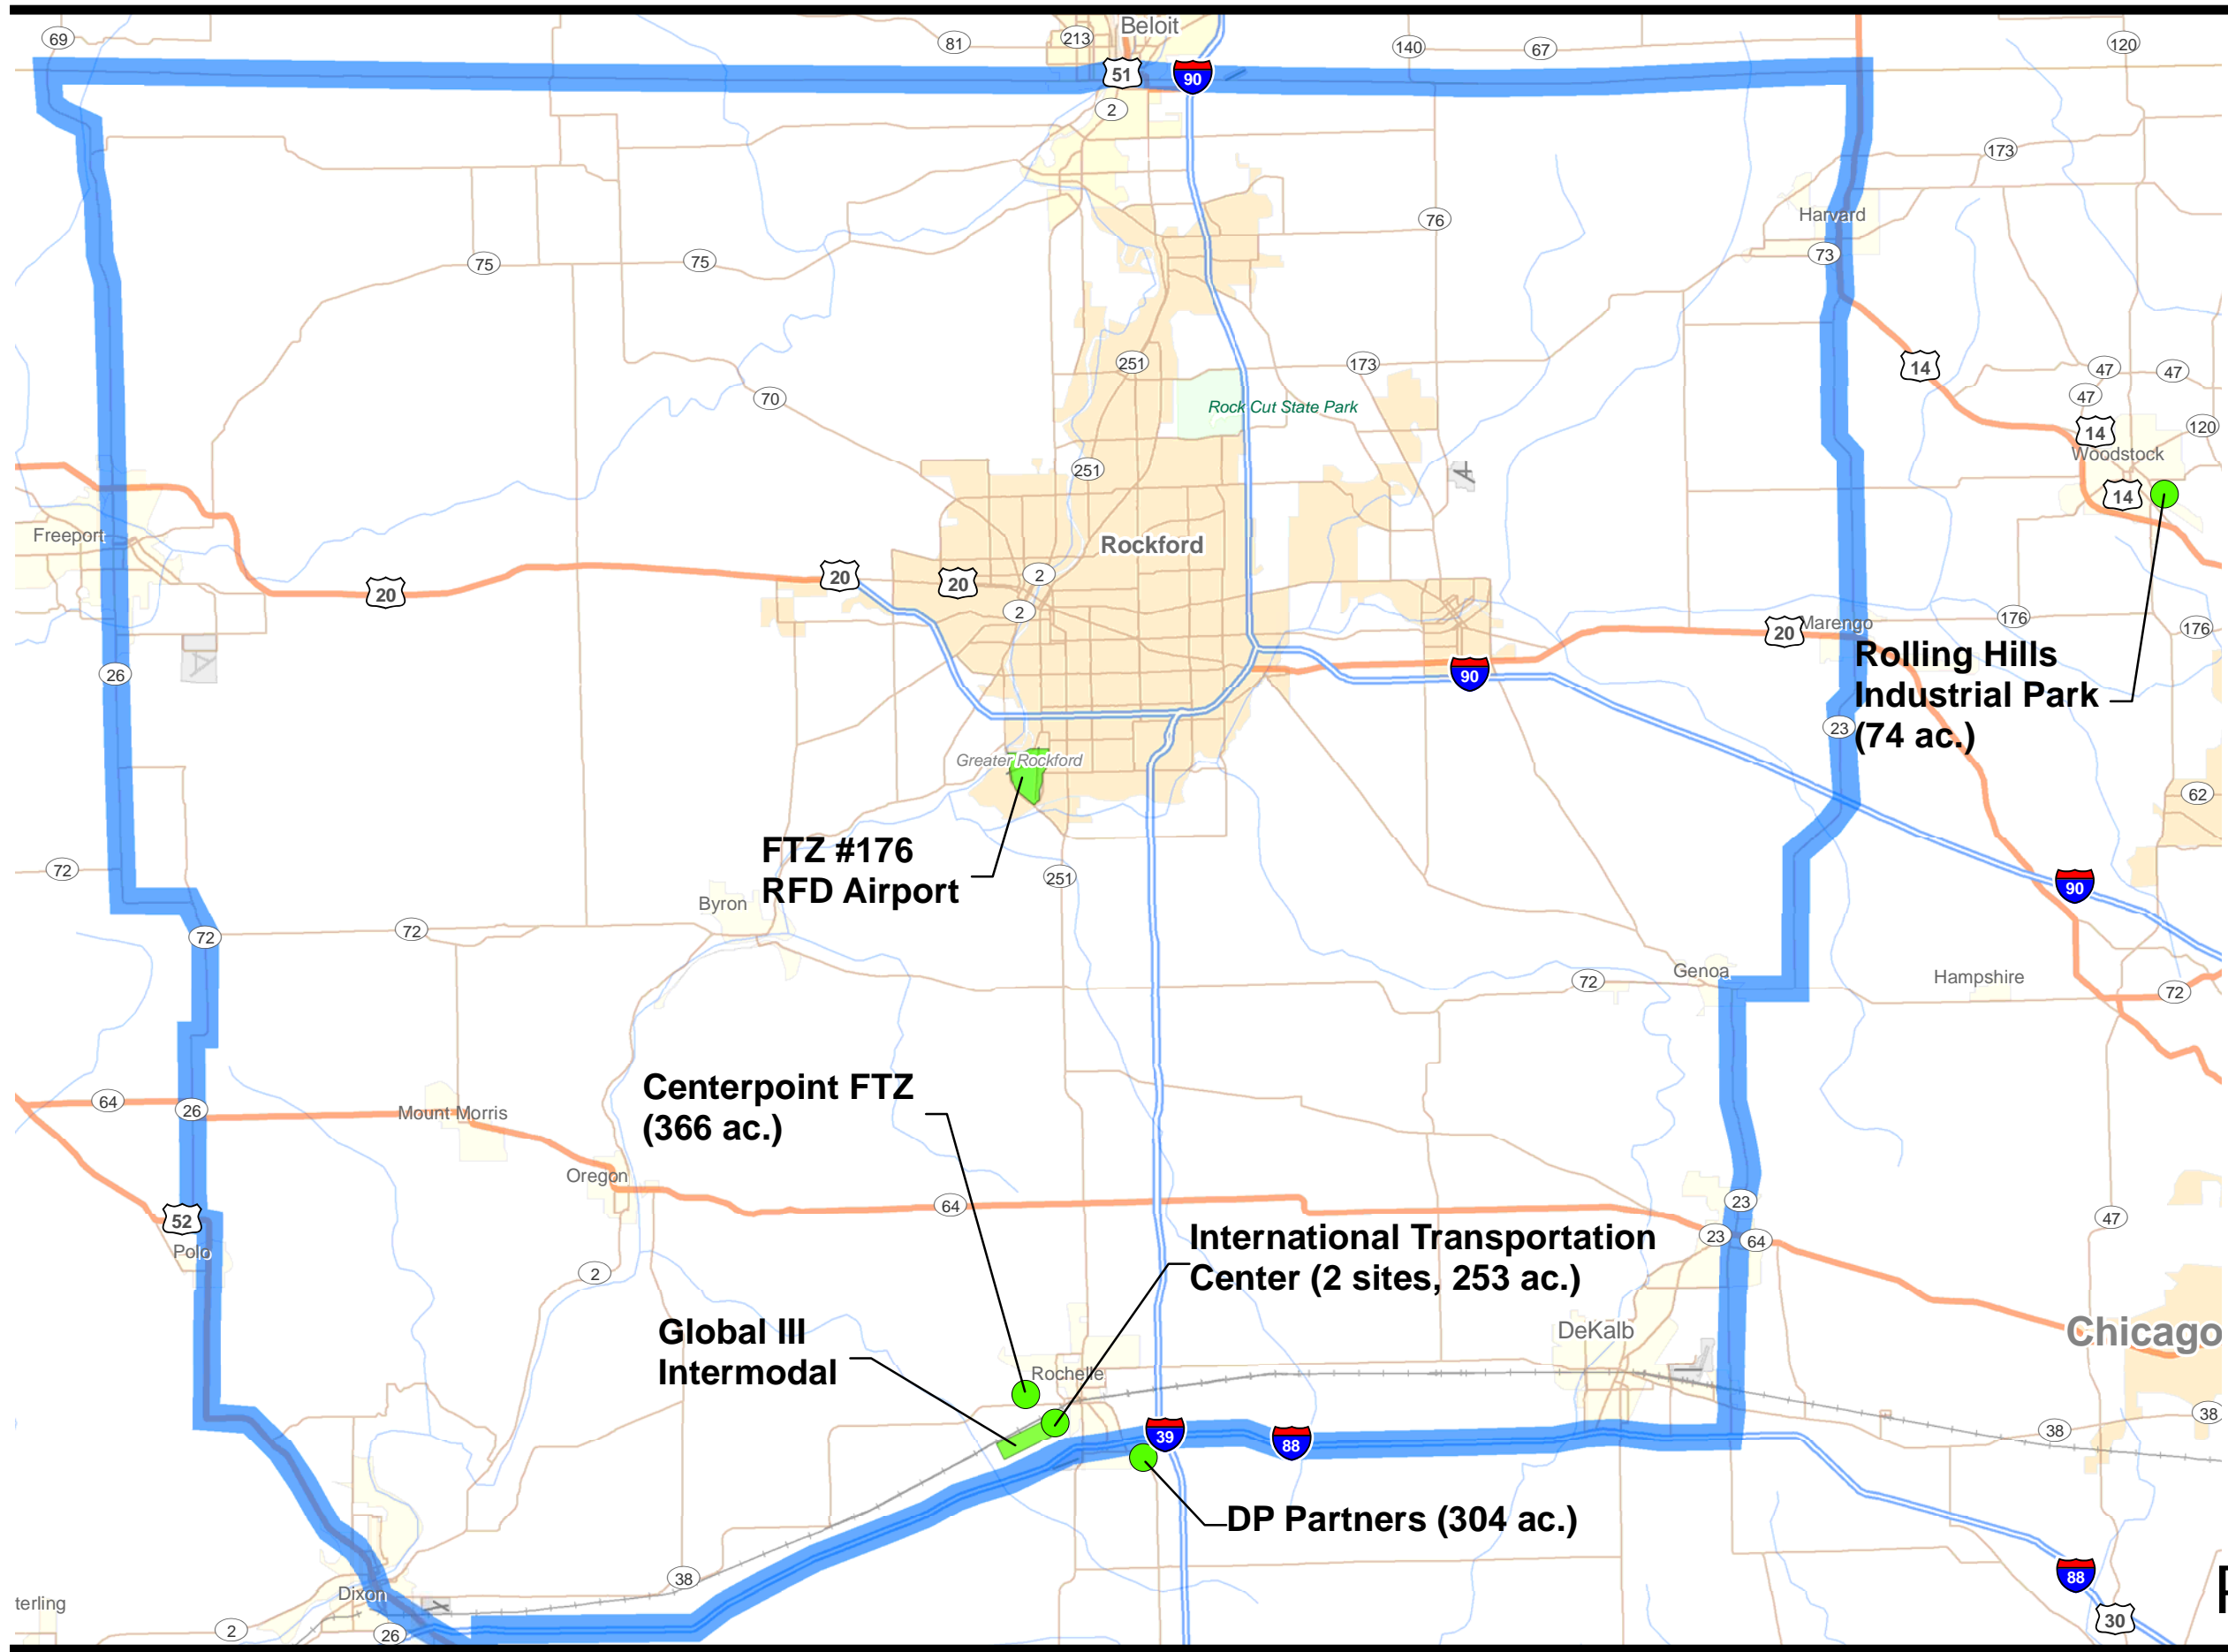 Beloit
69
81
213
140
67
120
51
90
2
173
76
Harvard
75
75
73
251
173
14
47
47
47
70
Rock Cut State Park
14
120
Woodstock
251
14
Freeport
Rockford
20
20
20
2
2
20
Marengo
176
176
26
90
Rolling Hills
Industrial Park
(74 ac.)
23
Greater Rockford
62
FTZ #176
RFD Airport
72
251
90
Byron
72
72
Genoa
72
Hampshire
72
Centerpoint FTZ
(366 ac.)
64
26
Mount Morris
Oregon
64
23
23
64
47
52
Polo
2
International Transportation
Center (2 sites, 253 ac.)
Global III
Intermodal
DeKalb
Chicago
Rochelle
38
38
39
88
DP Partners (304 ac.)
38
Dixon
terling
2
26
88
30